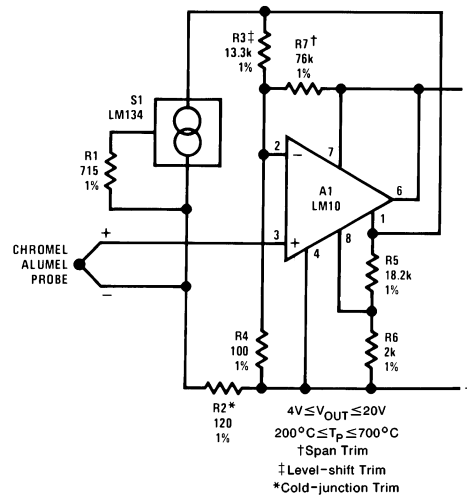 R3‡
13.3k
1%
R7†
76k
1%
S1
LM134
R1
715
1%
2
−
7
A1
LM10
6
1
3
+
4
8
+
CHROMEL
ALUMEL
PROBE
−
R5
18.2k
1%
R4
100
1%
R6
2k
1%
R2*
120
1%
4V≤VOUT≤20V
200°C≤TP≤700°C
†Span Trim
‡Level-shift Trim
*Cold-junction Trim